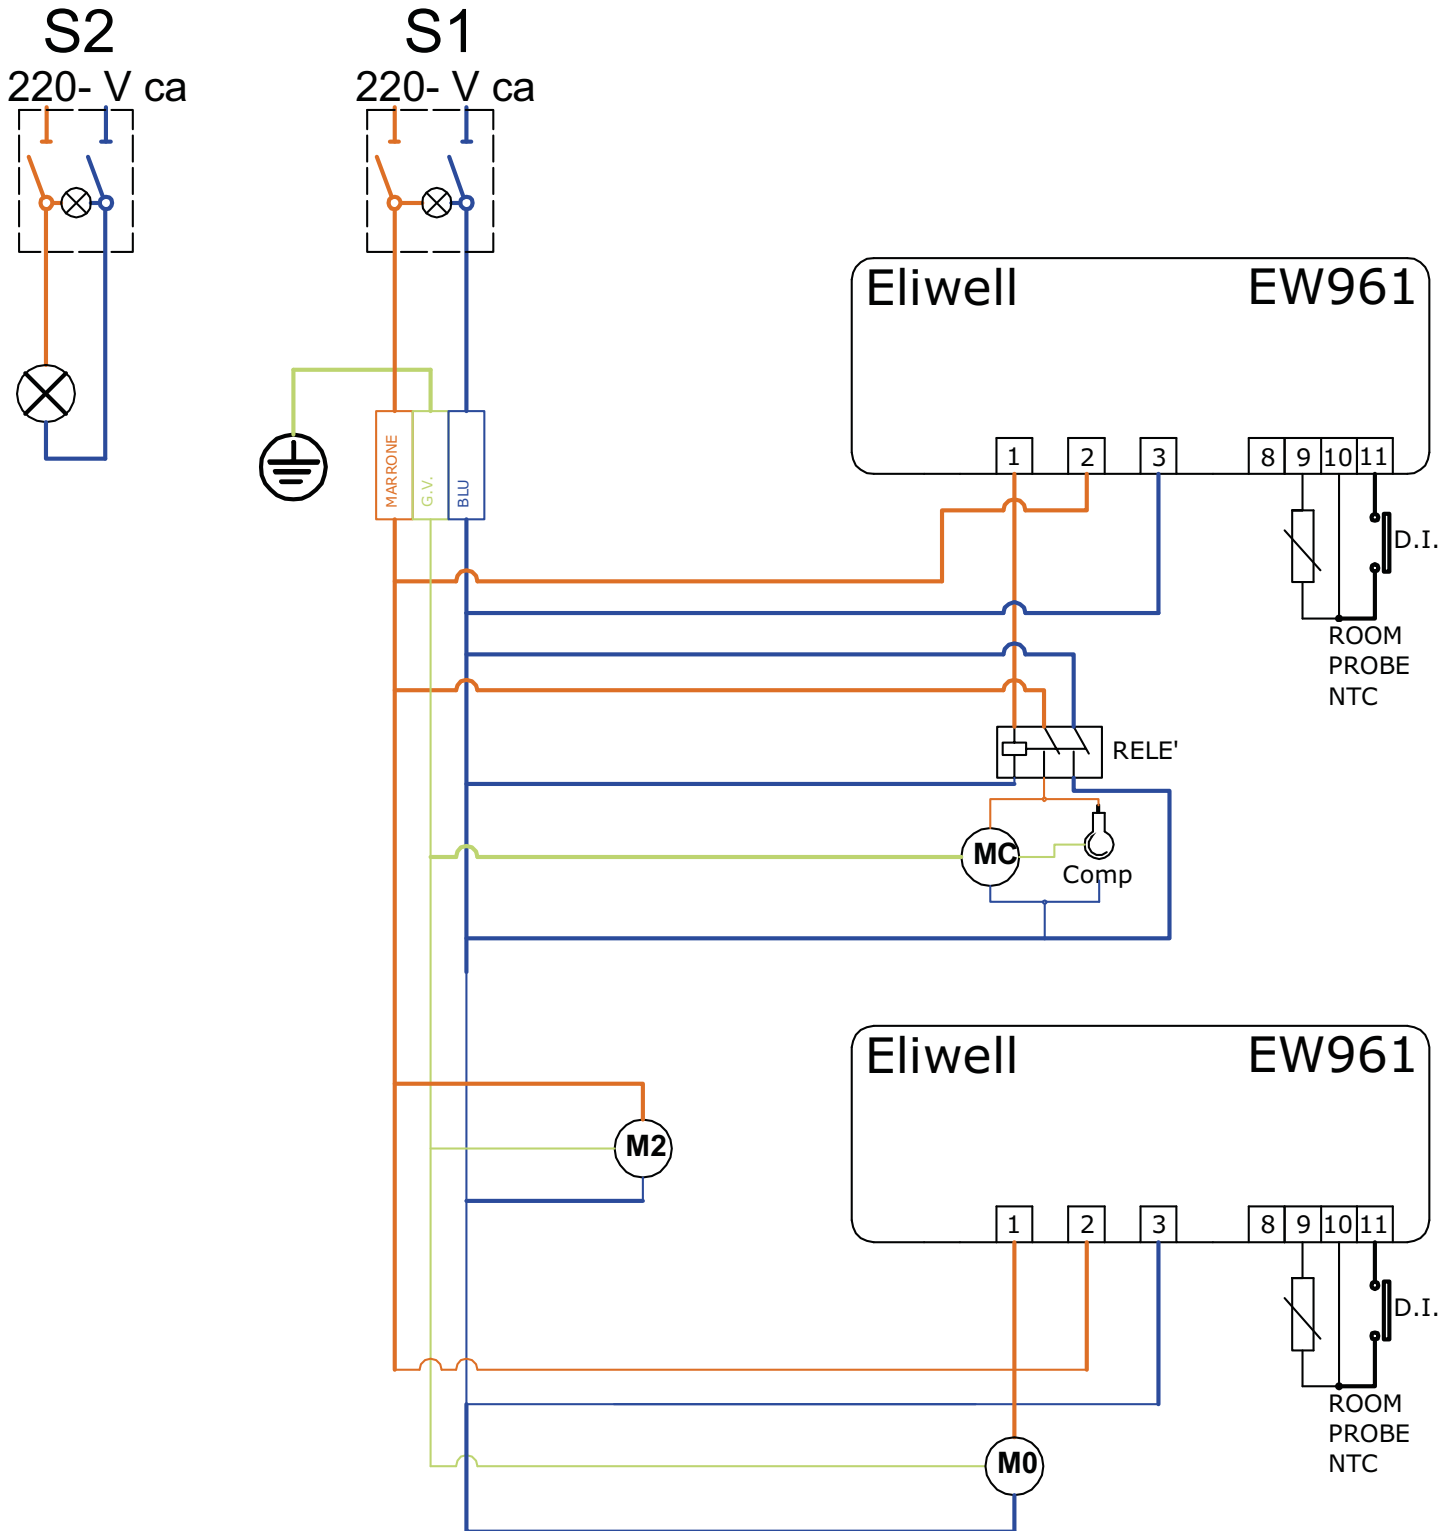 S2
220- V ca
S1
220- V ca
Eliwell EW961
1 2 3 8 9 10 11
MARRONE
G.V.
BLU
D.I.
ROOM
PROBE
NTC
RELE'
MC
Comp
Eliwell EW961
M2
1 2 3 8 9 10 11
D.I.
ROOM
PROBE
NTC
M0